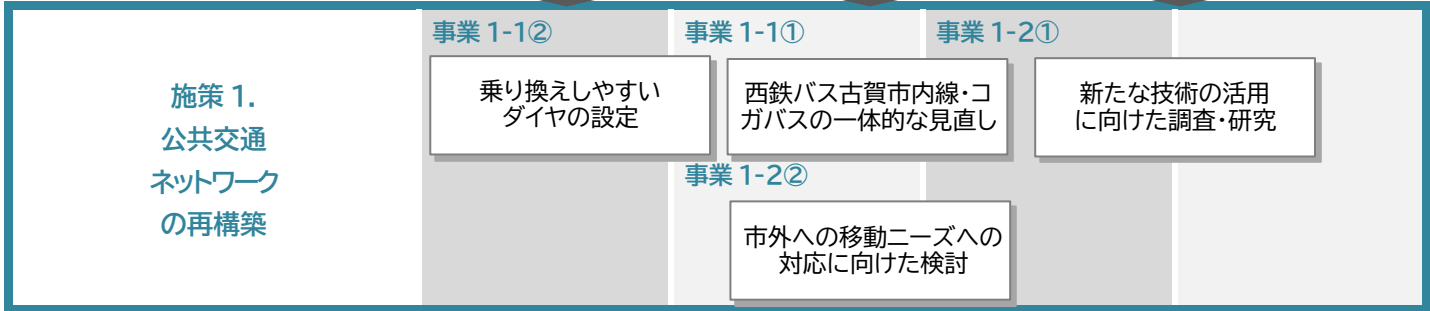 施策 1.
公共交通
ネットワーク
の再構築
事業 1-1②
乗り換えしやすい
ダイヤの設定
事業 1-1①
西鉄バス古賀市内線・コ
ガバスの一体的な見直し
事業 1-2①
新たな技術の活用
に向けた調査・研究
事業 1-2②
市外への移動ニーズへの
対応に向けた検討